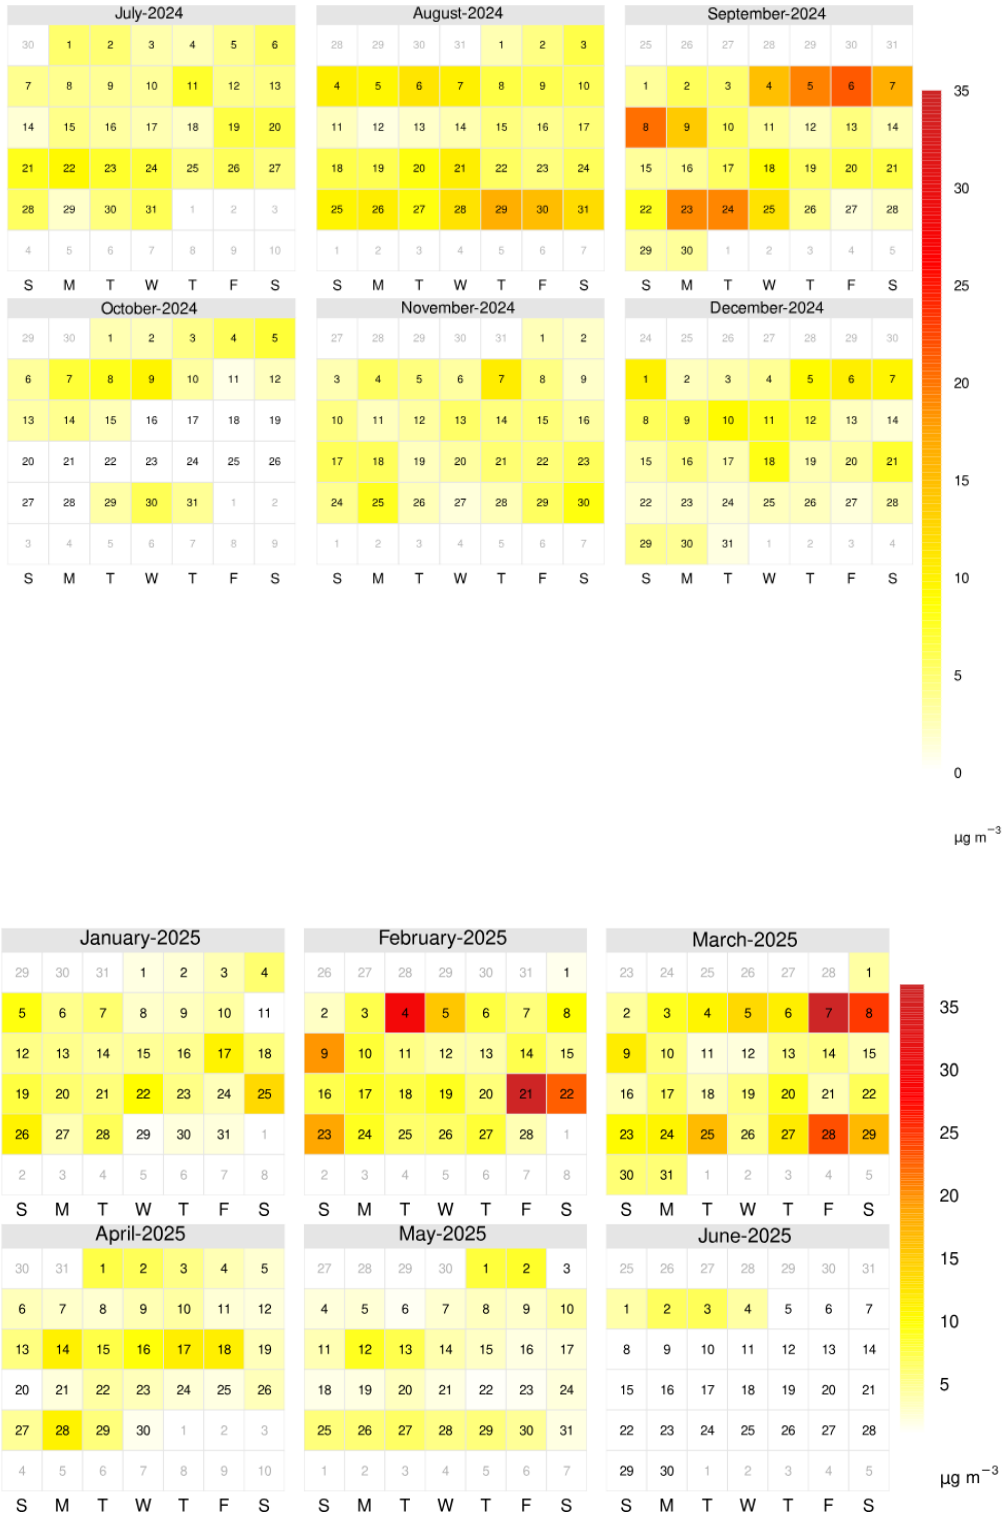 July-2024 August-2024 September-2024
30 1 2 3 4 5 6 28 29 30 31 1 2 3 25 26 27 28 29 30 31
7 8 9 10 11 12 13 4 5 6 7 8 9 10 1 2 3 4 5 6 7 35
14 15 16 17 18 19 20 11 12 13 14 15 16 17 8 9 10 11 12 13 14
21 22 23 24 25 26 27 18 19 20 21 22 23 24 15 16 17 18 19 20 21 30
28 29 30 31 1 2 3 25 26 27 28 29 30 31 22 23 24 25 26 27 28
4 5 6 7 8 9 10 1 2 3 4 5 6 7 29 30 1 2 3 4 5
S M T W T F S S M T W T F S S M T W T F S 25
October-2024 November-2024 December-2024
29 30 1 2 3 4 5 27 28 29 30 31 1 2 24 25 26 27 28 29 30
6 7 8 9 10 11 12 3 4 5 6 7 8 9 1 2 3 4 5 6 7 20
13 14 15 16 17 18 19 10 11 12 13 14 15 16 8 9 10 11 12 13 14
20 21 22 23 24 25 26 17 18 19 20 21 22 23 15 16 17 18 19 20 21 15
27 28 29 30 31 1 2 24 25 26 27 28 29 30 22 23 24 25 26 27 28
3 4 5 6 7 8 9 1 2 3 4 5 6 7 29 30 31 1 2 3 4
S M T W T F S S M T W T F S S M T W T F S 10
5
0
µg m−3
January-2025 February-2025 March-2025
29 30 31 1 2 3 4 26 27 28 29 30 31 1 23 24 25 26 27 28 1
5 6 7 8 9 10 11 2 3 4 5 6 7 8 2 3 4 5 6 7 8 35
12 13 14 15 16 17 18 9 10 11 12 13 14 15 9 10 11 12 13 14 15 30
19 20 21 22 23 24 25 16 17 18 19 20 21 22 16 17 18 19 20 21 22
26 27 28 29 30 31 1 23 24 25 26 27 28 1 23 24 25 26 27 28 29 25
2 3 4 5 6 7 8 2 3 4 5 6 7 8 30 31 1 2 3 4 5 20
S M T W T F S S M T W T F S S M T W T F S
April-2025 May-2025 June-2025
30 31 1 2 3 4 5 27 28 29 30 1 2 3 25 26 27 28 29 30 31 15
6 7 8 9 10 11 12 4 5 6 7 8 9 10 1 2 3 4 5 6 7 10
13 14 15 16 17 18 19 11 12 13 14 15 16 17 8 9 10 11 12 13 14
20 21 22 23 24 25 26 18 19 20 21 22 23 24 15 16 17 18 19 20 21 5
27 28 29 30 1 2 3 25 26 27 28 29 30 31 22 23 24 25 26 27 28
4 5 6 7 8 9 10 1 2 3 4 5 6 7 29 30 1 2 3 4 5 µg m−3
S M T W T F S S M T W T F S S M T W T F S